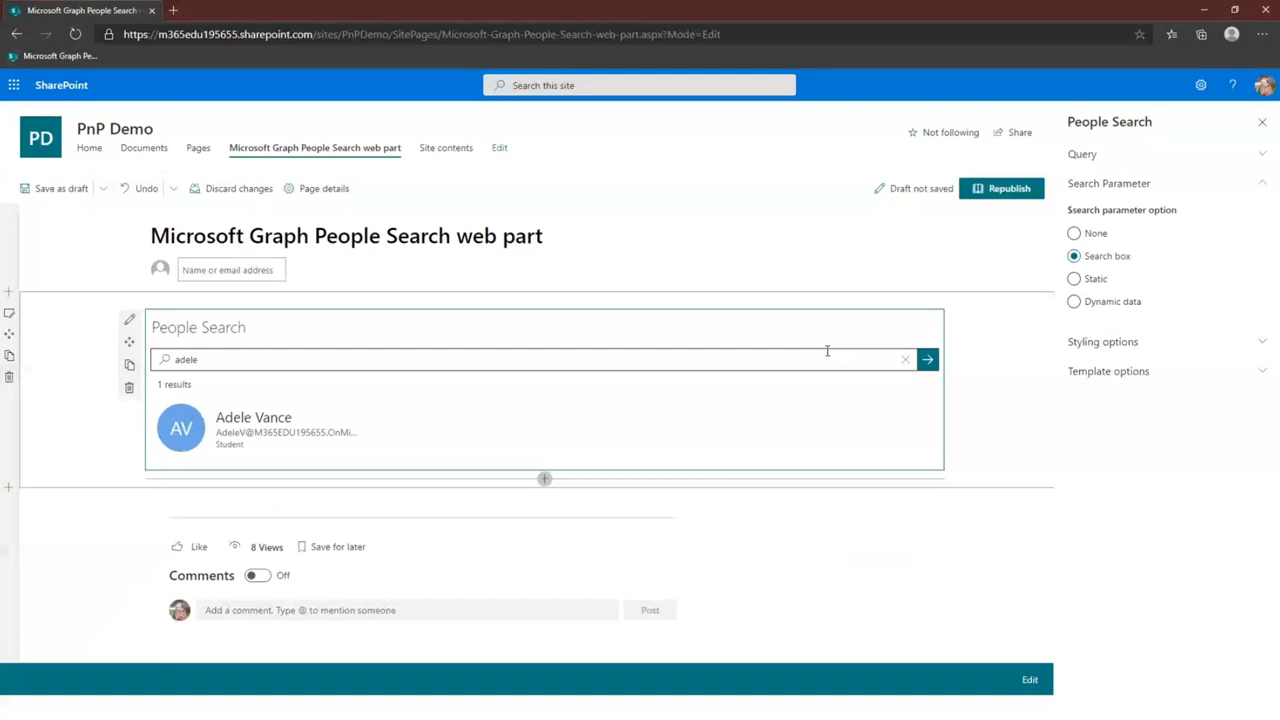 Microsoft Graph People Search
https://m365edu195655.sharepoint.com/sites/PnPDemo/SitePages/Microsoft-Graph-People-Search-web-part.aspx?Mode=Edit
Microsoft Graph Pe...
SharePoint
Search this site
PD
PnP Demo
Home
Documents
Pages
Microsoft Graph People Search web part
Site contents
Edit
Not following
Share
Save as draft
Undo
Discard changes
Page details
Draft not saved
Republish
Microsoft Graph People Search web part
Name or email address
People Search
adele
1 results
AV
Adele Vance
AdeleV@M365EDU195655.OnMi...
Student
Like
8 Views
Save for later
Comments
Off
Add a comment. Type @ to mention someone
Post
Edit
People Search
Query
Search Parameter
$search parameter option
None
Search box
Static
Dynamic data
Styling options
Template options